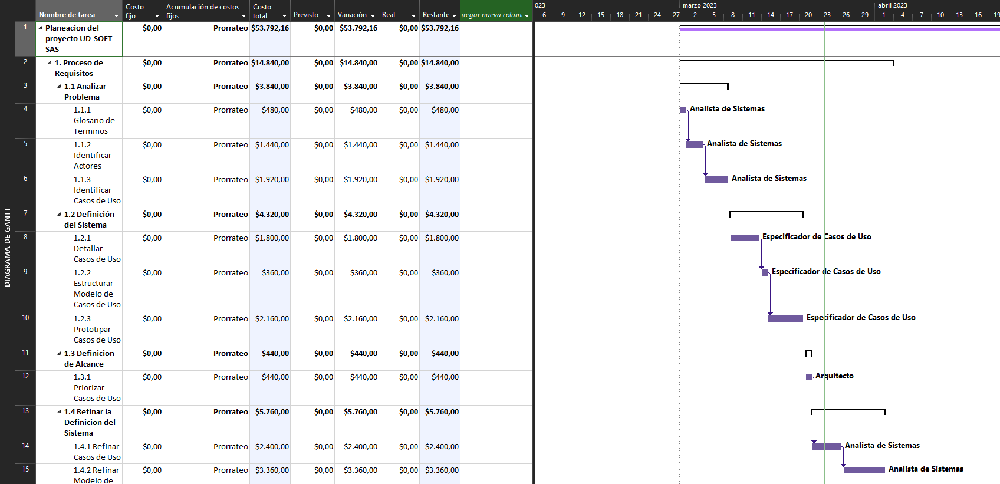 Nombre de tarea
Costo fijo
Acumulación de costos fijos
Costo total
Previsto
Variación
Real
Restante
gregar nueva column
023
marzo 2023
abril 2023
6 9 12 15 18 21 24 27 2 5 8 11 14 17 20 23 26 29 1 4 7 10 13 16 19
DIAGRAMA DE GANTT
1 Planeacion del $0,00 Prorrateo $53.792,16 $0,00 $53.792,16 $0,00 $53.792,16
proyecto UD-SOFT
SAS
2 1. Proceso de $0,00 Prorrateo $14.840,00 $0,00 $14.840,00 $0,00 $14.840,00
Requisitos
3 1.1 Analizar $0,00 Prorrateo $3.840,00 $0,00 $3.840,00 $0,00 $3.840,00
Problema
4 1.1.1 $0,00 Prorrateo $480,00 $0,00 $480,00 $0,00 $480,00 Analista de Sistemas
Glosario de
Terminos
5 1.1.2 $0,00 Prorrateo $1.440,00 $0,00 $1.440,00 $0,00 $1.440,00 Analista de Sistemas
Identificar
Actores
6 1.1.3 $0,00 Prorrateo $1.920,00 $0,00 $1.920,00 $0,00 $1.920,00 Analista de Sistemas
Identificar
Casos de Uso
7 1.2 Definición $0,00 Prorrateo $4.320,00 $0,00 $4.320,00 $0,00 $4.320,00
del Sistema
8 1.2.1 $0,00 Prorrateo $1.800,00 $0,00 $1.800,00 $0,00 $1.800,00 Especificador de Casos de Uso
Detallar
Casos de Uso
9 1.2.2 $0,00 Prorrateo $360,00 $0,00 $360,00 $0,00 $360,00 Especificador de Casos de Uso
Estructurar
Modelo de
Casos de Uso
10 1.2.3 $0,00 Prorrateo $2.160,00 $0,00 $2.160,00 $0,00 $2.160,00 Especificador de Casos de Uso
Prototipar
Casos de Uso
11 1.3 Definicion $0,00 Prorrateo $440,00 $0,00 $440,00 $0,00 $440,00
de Alcance
12 1.3.1 $0,00 Prorrateo $440,00 $0,00 $440,00 $0,00 $440,00 Arquitecto
Priorizar
Casos de Uso
13 1.4 Refinar la $0,00 Prorrateo $5.760,00 $0,00 $5.760,00 $0,00 $5.760,00
Definicion del
Sistema
14 1.4.1 Refinar $0,00 Prorrateo $2.400,00 $0,00 $2.400,00 $0,00 $2.400,00 Analista de Sistemas
Casos de Uso
15 1.4.2 Refinar $0,00 Prorrateo $3.360,00 $0,00 $3.360,00 $0,00 $3.360,00 Analista de Sistemas
Modelo de